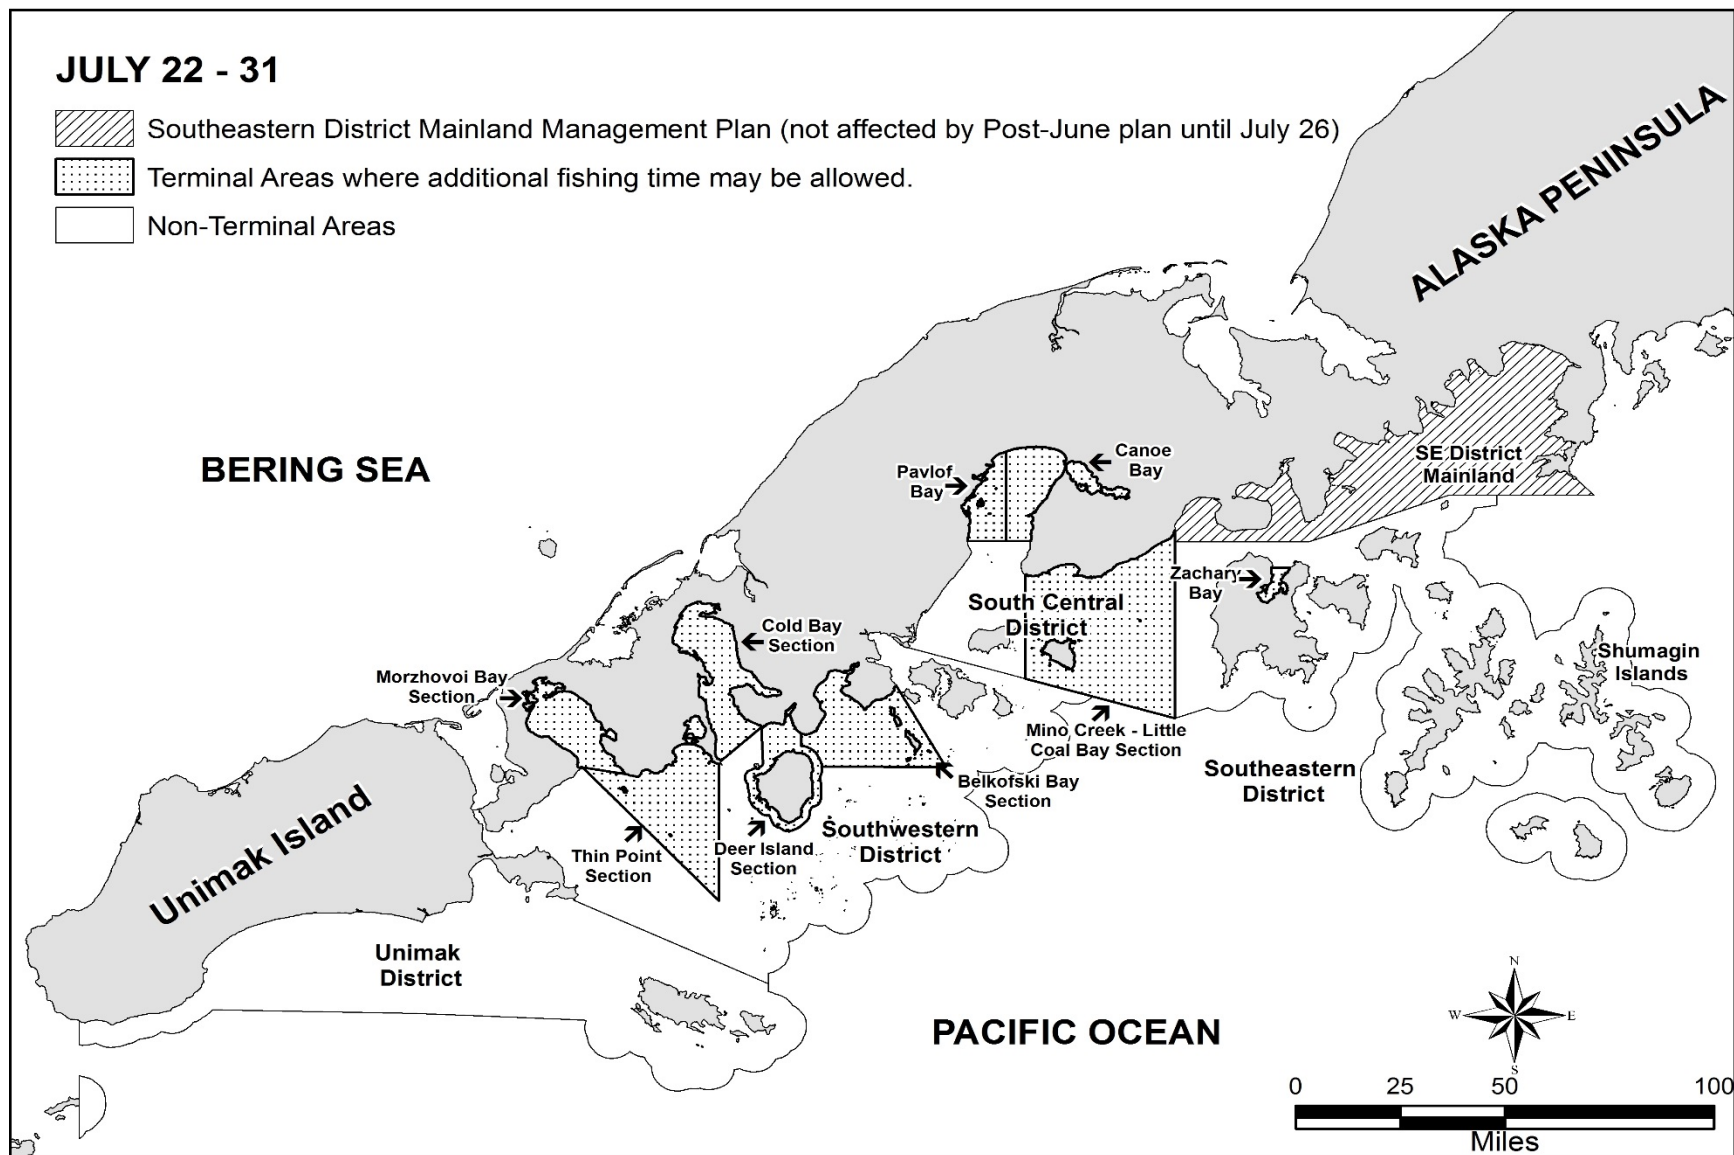 JULY 22 - 31
Southeastern District Mainland Management Plan (not affected by Post-June plan until July 26)
Terminal Areas where additional fishing time may be allowed.
Non-Terminal Areas
ALASKA PENINSULA
BERING SEA
Canoe
Bay
Pavlof
Bay
SE District
Mainland
Zachary
Bay
South Central
District
Cold Bay
Section
Morzhovoi Bay
Section
Shumagin
Islands
Mino Creek - Little
Coal Bay Section
Southeastern
District
Belkofski Bay
Section
Unimak Island
Southwestern
District
Deer Island
Section
Thin Point
Section
Unimak
District
PACIFIC OCEAN
N
W
E
S
0
25
50
100
Miles